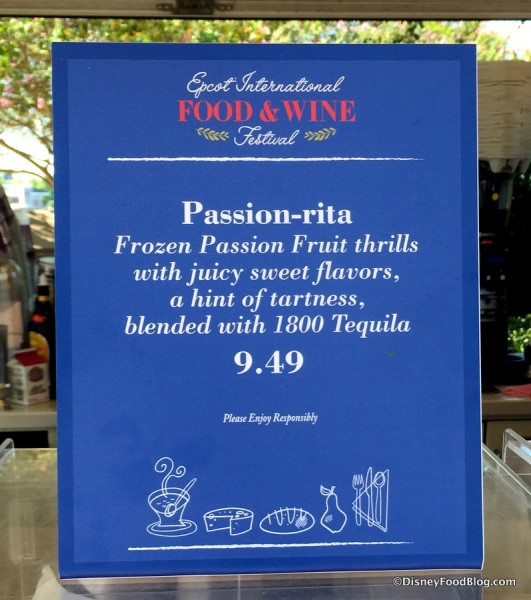 Epcot International
FOOD & WINE
Festival
Passion-rita
Frozen Passion Fruit thrills
with juicy sweet flavors,
a hint of tartness,
blended with 1800 Tequila
9.49
Please Enjoy Responsibly
©DisneyFoodBlog.com